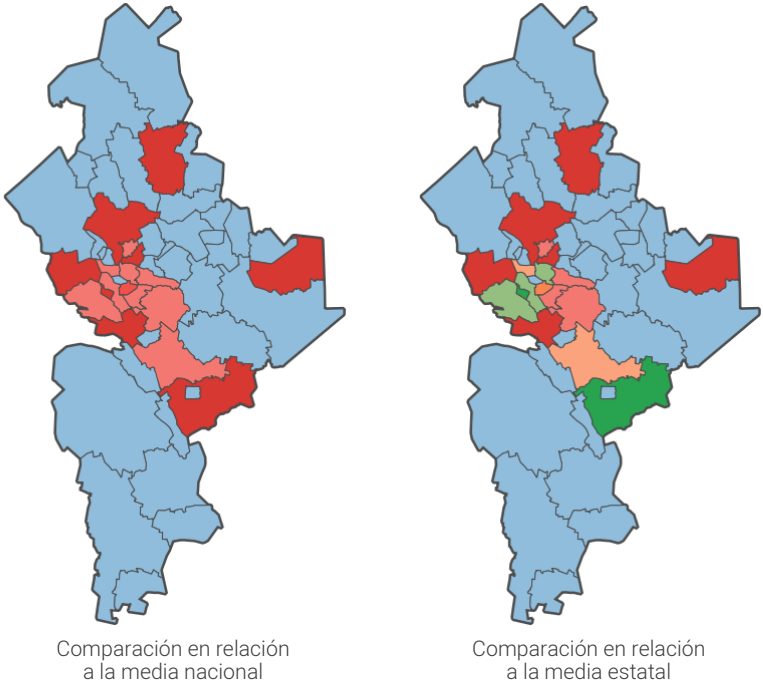 Comparación en relación
a la media nacional
Comparación en relación
a la media estatal